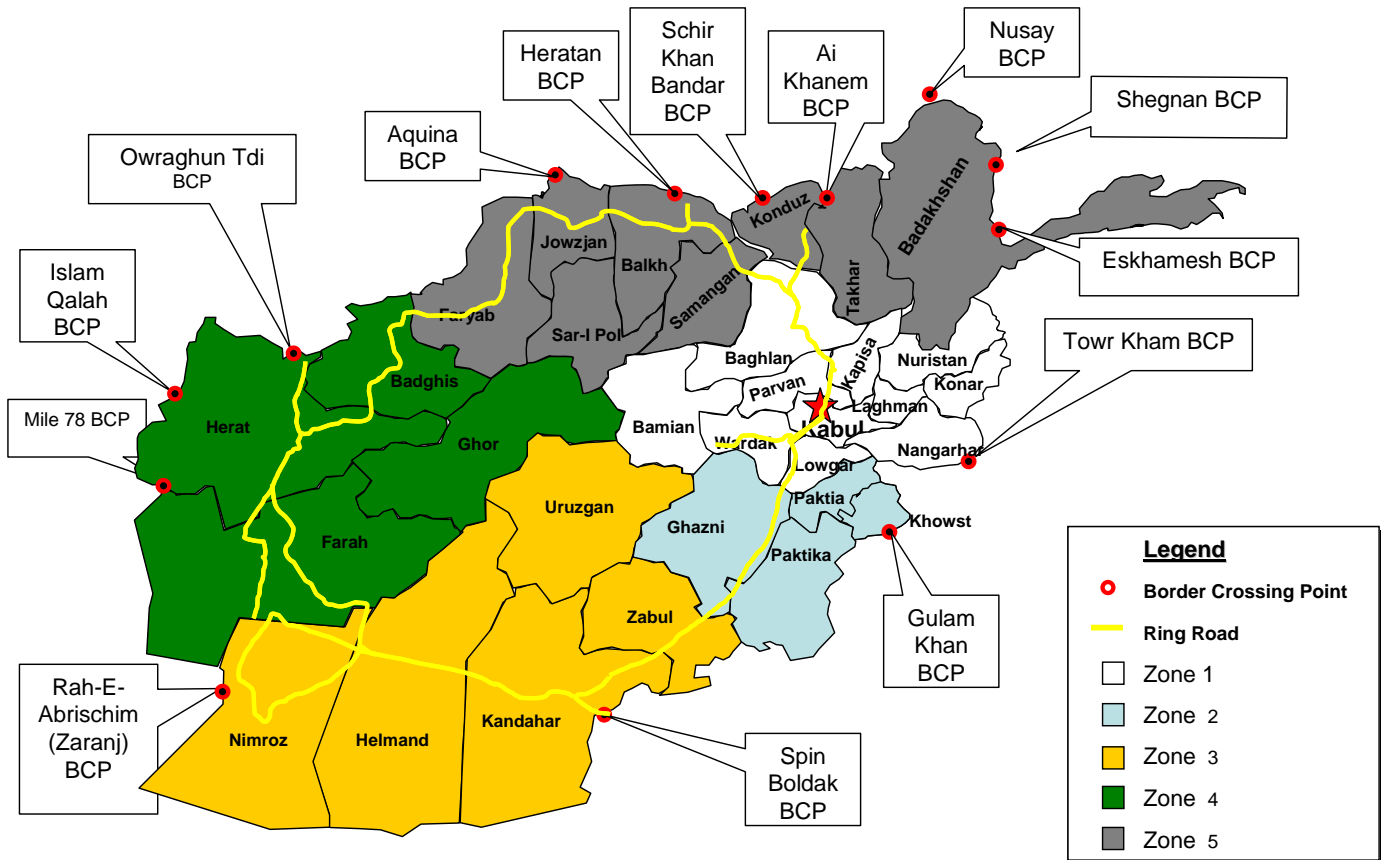 Nusay
BCP
Schir
Khan
Bandar
BCP
Heratan
BCP
Ai
Khanem
BCP
Shegnan BCP
Aquina
BCP
Owraghun Tdi
BCP
Islam
Qalah
BCP
Eskhamesh BCP
Towr Kham BCP
Mile 78 BCP
Konduz
Badakhshan
Takhar
Jowzjan
Balkh
Samangan
Faryab
Sar-I Pol
Baghlan
Kapisa
Nuristan
Konar
Parvan
Badghis
Laghman
Herat
Ghor
Bamian
Wardak
Kabul
Nangarhar
Lowgar
Uruzgan
Ghazni
Paktia
Khowst
Farah
Paktika
Zabul
Gulam
Khan
BCP
Rah-E-
Abrischim
(Zaranj)
BCP
Nimroz
Helmand
Kandahar
Spin
Boldak
BCP
Legend
Border Crossing Point
Ring Road
Zone 1
Zone 2
Zone 3
Zone 4
Zone 5